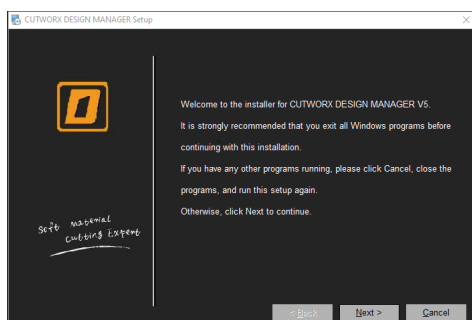 CUTWORX DESIGN MANAGER Setup
Welcome to the installer for CUTWORX DESIGN MANAGER V5.
It is strongly recommended that you exit all Windows programs before
continuing with this installation.
If you have any other programs running, please click Cancel, close the
programs, and run this setup again.
Otherwise, click Next to continue.
Soft material
cutting Expert
< Back Next > Cancel